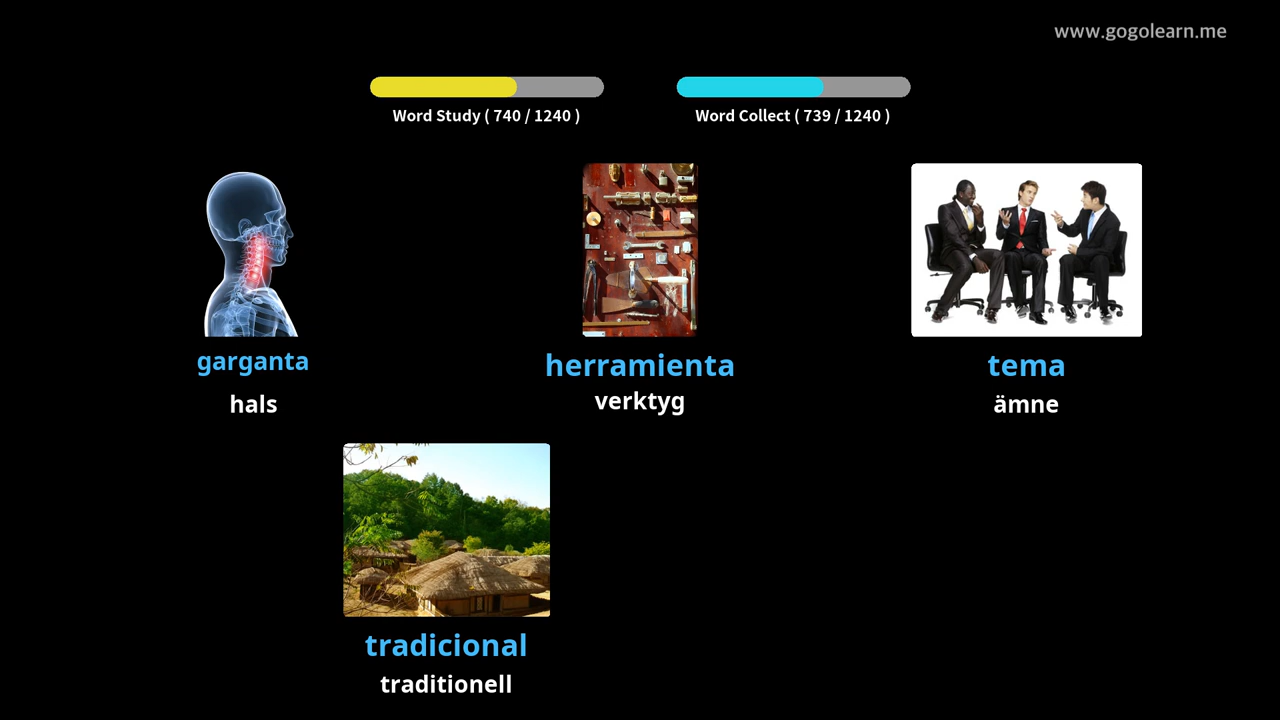 www.gogolearn.me
Word Study ( 740 / 1240 )
Word Collect ( 739 / 1240 )
garganta
hals
herramienta
verktyg
tema
ämne
tradicional
traditionell